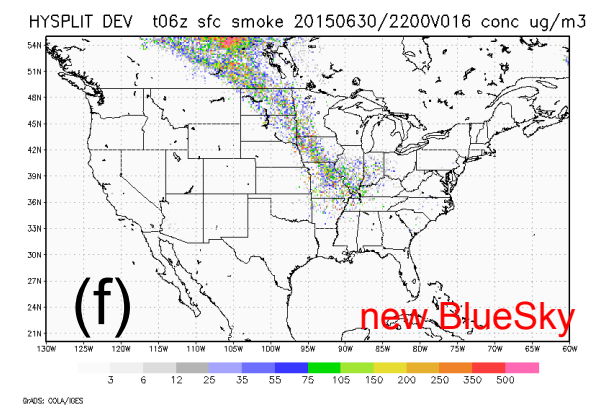 HYSPLIT DEV t06z sfc smoke 20150630/2200V016 conc ug/m3
54N
51N
48N
45N
42N
39N
36N
33N
30N
27N
24N
21N
(f)
new BlueSky
130W 125W 120W 115W 110W 105W 100W 95W 90W 85W 80W 75W 70W 65W 60W
3 6 12 25 35 55 75 105 150 200 250 350 500
GrADS: COLA/IGES